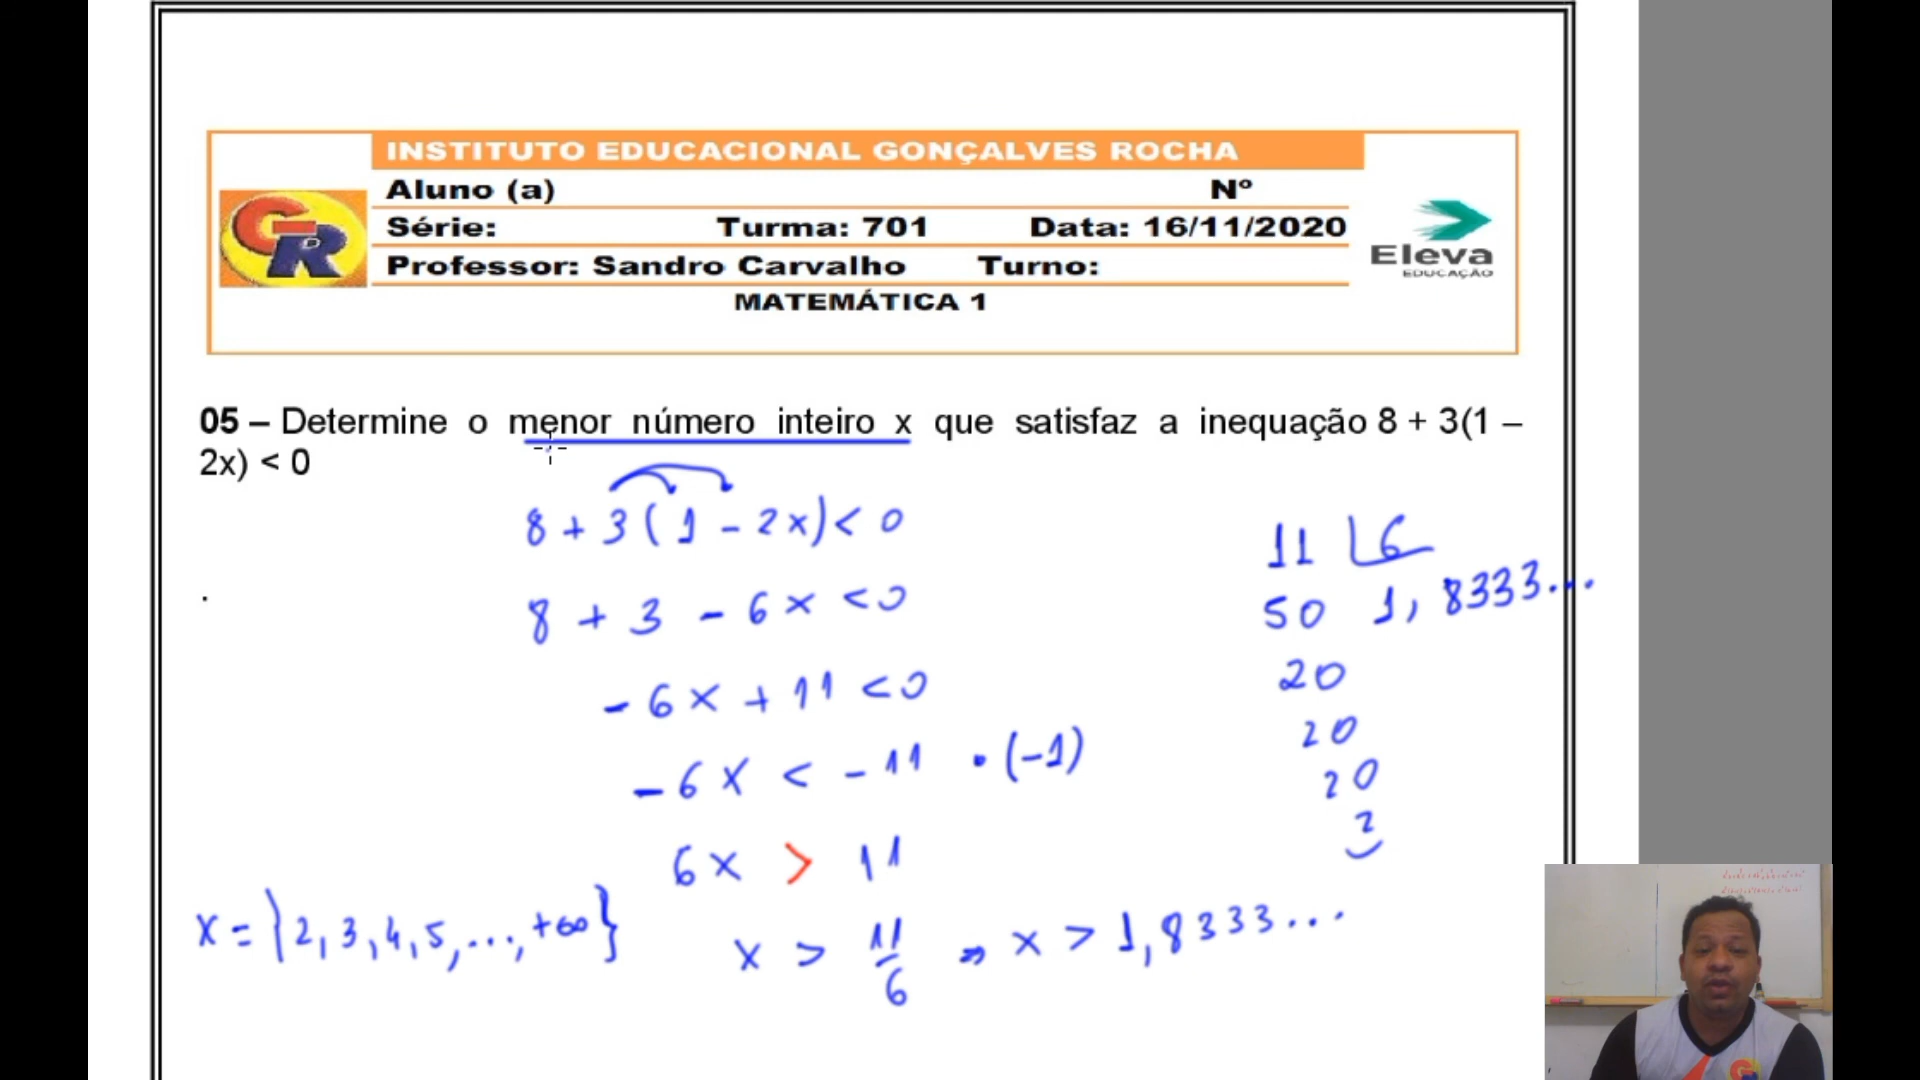 INSTITUTO EDUCACIONAL GONÇALVES ROCHA
Aluno (a) Nº
Série: Turma: 701 Data: 16/11/2020
Professor: Sandro Carvalho Turno:
MATEMÁTICA 1
GR
Eleva
EDUCAÇÃO
05 – Determine o menor número inteiro x que satisfaz a inequação 8 + 3(1 –
2x) < 0
8 + 3(1 - 2x) < 0
8 + 3 - 6x < 0
- 6x + 11 < 0
- 6x < - 11 • (-1)
6x > 11
x > 11/6 ⇒ x > 1,8333...
x = {2, 3, 4, 5, ..., +∞}
11 | 6
50 1,8333...
20
20
20
2
.